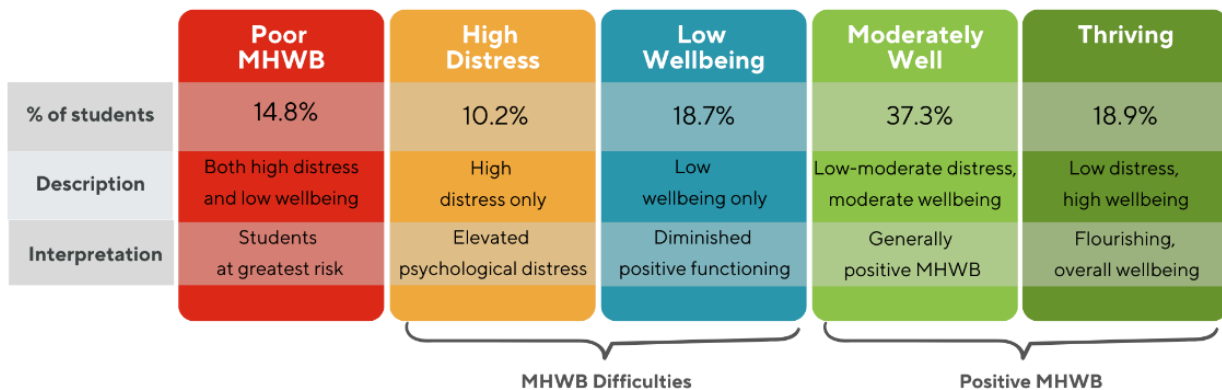 Poor
MHWB
High
Distress
Low
Wellbeing
Moderately
Well
Thriving
% of students
14.8%
10.2%
18.7%
37.3%
18.9%
Description
Both high distress
and low wellbeing
High
distress only
Low
wellbeing only
Low-moderate distress,
moderate wellbeing
Low distress,
high wellbeing
Interpretation
Students
at greatest risk
Elevated
psychological distress
Diminished
positive functioning
Generally
positive MHWB
Flourishing,
overall wellbeing
MHWB Difficulties
Positive MHWB